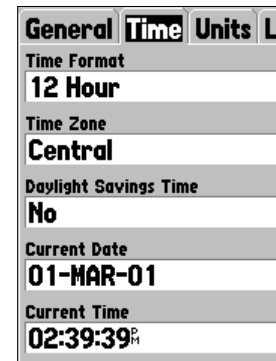 General Time Units L
Time Format
12 Hour
Time Zone
Central
Daylight Savings Time
No
Current Date
01-MAR-01
Current Time
02:39:39PM